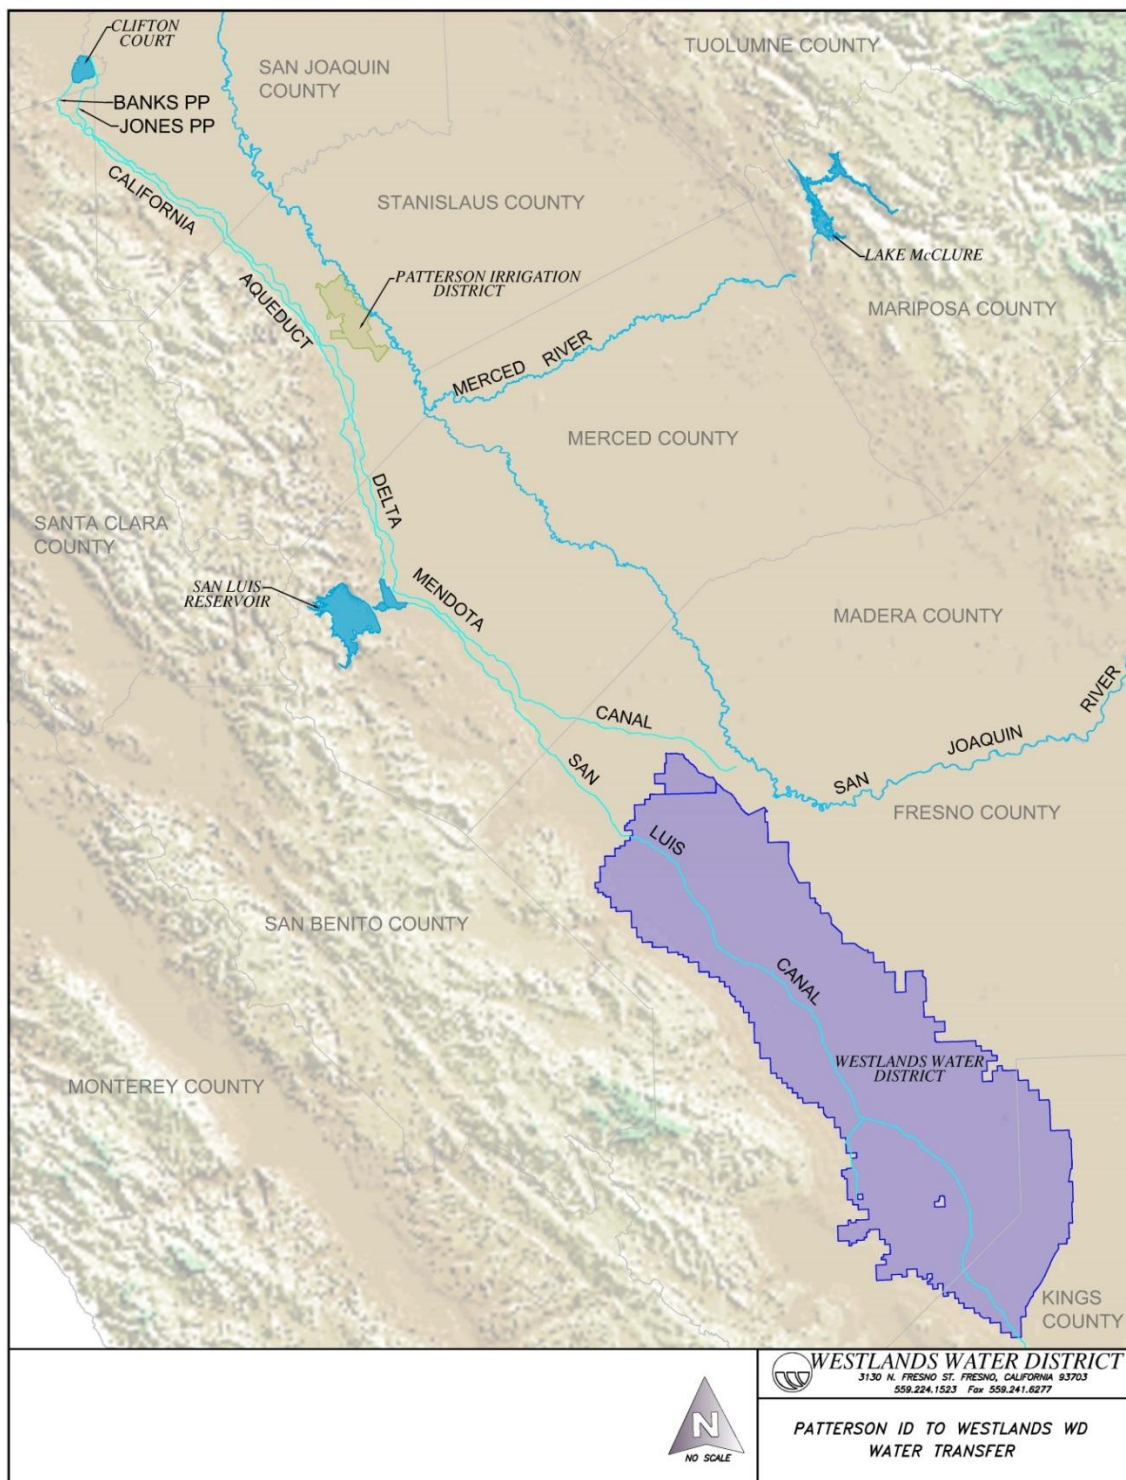 CLIFTON
COURT
SAN JOAQUIN
COUNTY
TUOLUMNE COUNTY
BANKS PP
JONES PP
CALIFORNIA
AQUEDUCT
STANISLAUS COUNTY
LAKE McCLURE
PATTERSON IRRIGATION
DISTRICT
MARIPOSA COUNTY
MERCED RIVER
MERCED COUNTY
DELTA
MENDOTA
CANAL
SANTA CLARA
COUNTY
SAN LUIS
RESERVOIR
MADERA COUNTY
SAN JOAQUIN RIVER
FRESNO COUNTY
SAN
LUIS
CANAL
SAN BENITO COUNTY
WESTLANDS WATER
DISTRICT
MONTEREY COUNTY
KINGS
COUNTY
N
NO SCALE
WESTLANDS WATER DISTRICT
3130 N. FRESNO ST. FRESNO, CALIFORNIA 93703
559.224.1523 Fax 559.241.6277
PATTERSON ID TO WESTLANDS WD
WATER TRANSFER